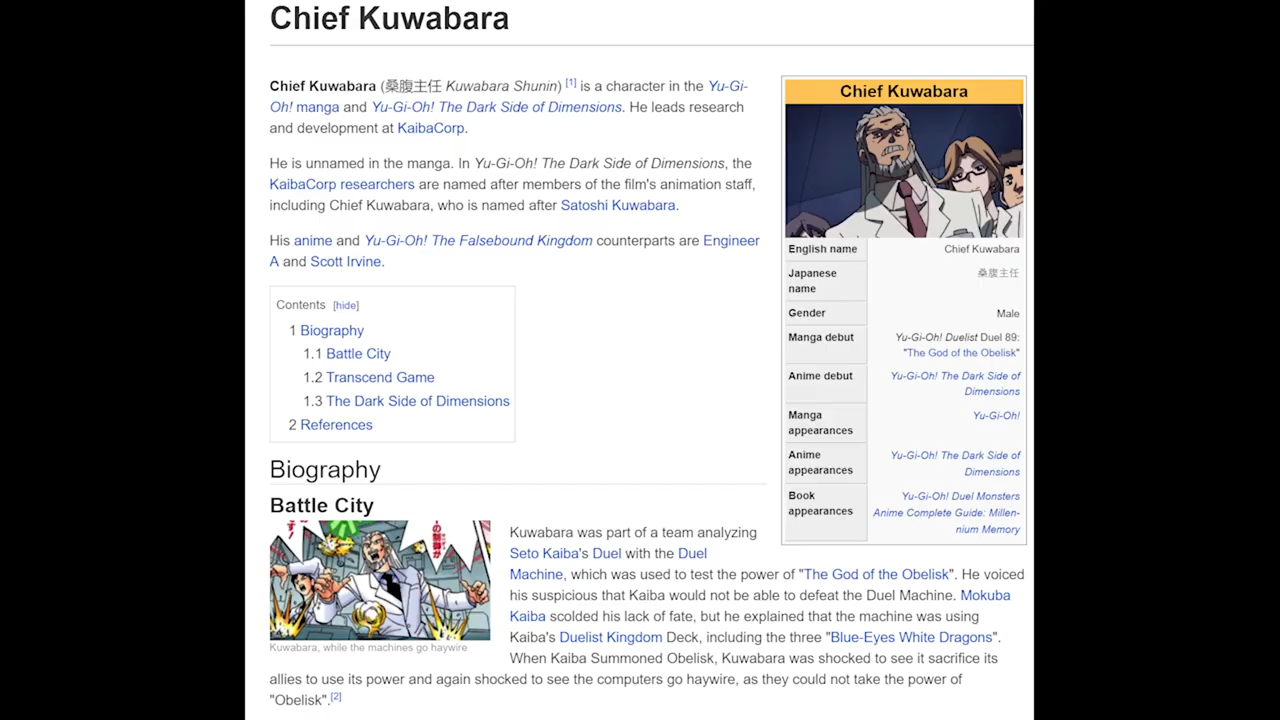 Chief Kuwabara
Chief Kuwabara (桑腹主任 Kuwabara Shunin) [1] is a character in the Yu-Gi-
Oh! manga and Yu-Gi-Oh! The Dark Side of Dimensions. He leads research
and development at KaibaCorp.
He is unnamed in the manga. In Yu-Gi-Oh! The Dark Side of Dimensions, the
KaibaCorp researchers are named after members of the film's animation staff,
including Chief Kuwabara, who is named after Satoshi Kuwabara.
His anime and Yu-Gi-Oh! The Falsebound Kingdom counterparts are Engineer
A and Scott Irvine.
Contents [hide]
1 Biography
1.1 Battle City
1.2 Transcend Game
1.3 The Dark Side of Dimensions
2 References
Chief Kuwabara
English name Chief Kuwabara
Japanese
name
桑腹主任
Gender Male
Manga debut Yu-Gi-Oh! Duelist Duel 89:
"The God of the Obelisk"
Anime debut Yu-Gi-Oh! The Dark Side of
Dimensions
Manga
appearances
Yu-Gi-Oh!
Anime
appearances
Yu-Gi-Oh! The Dark Side of
Dimensions
Book
appearances
Yu-Gi-Oh! Duel Monsters
Anime Complete Guide: Millen-
nium Memory
Biography
Battle City
Kuwabara, while the machines go haywire
Kuwabara was part of a team analyzing
Seto Kaiba's Duel with the Duel
Machine, which was used to test the power of "The God of the Obelisk". He voiced
his suspicious that Kaiba would not be able to defeat the Duel Machine. Mokuba
Kaiba scolded his lack of fate, but he explained that the machine was using
Kaiba's Duelist Kingdom Deck, including the three "Blue-Eyes White Dragons".
When Kaiba Summoned Obelisk, Kuwabara was shocked to see it sacrifice its
allies to use its power and again shocked to see the computers go haywire, as they could not take the power of
"Obelisk".[2]